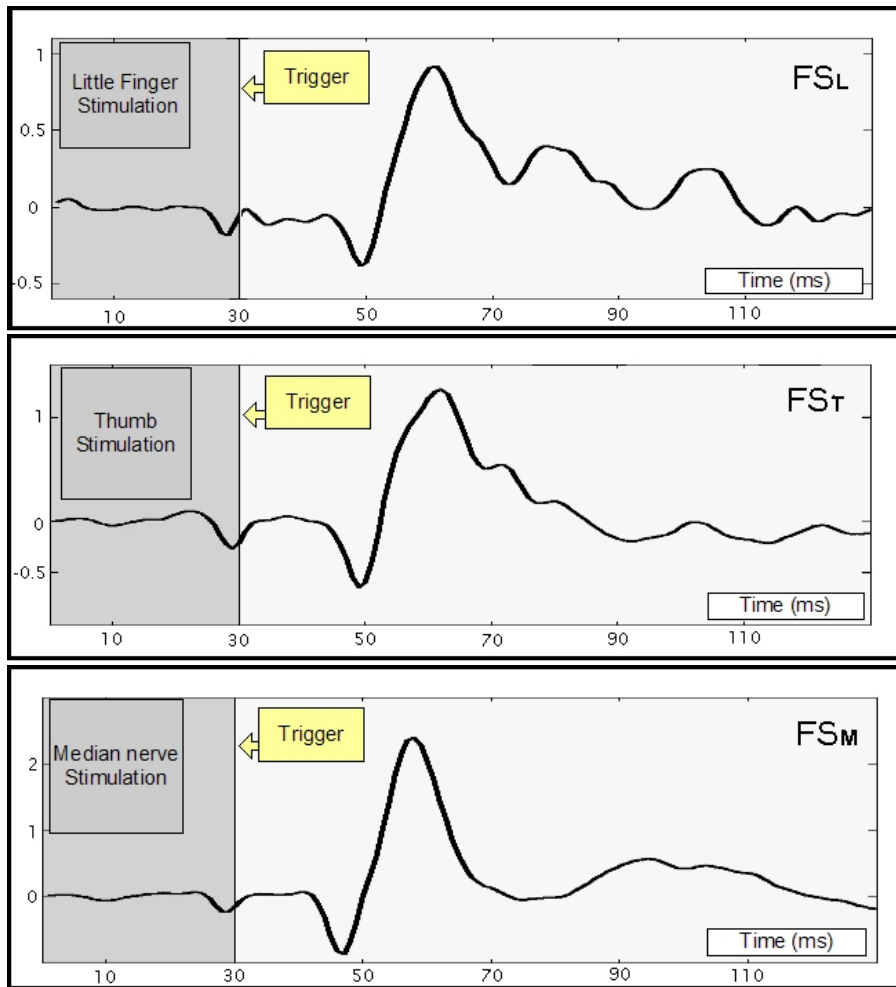 1
0.5
0
-0.5
Little Finger
Stimulation
Trigger
FSL
Time (ms)
10 30 50 70 90 110
1
0
-0.5
Thumb
Stimulation
Trigger
FST
Time (ms)
10 30 50 70 90 110
2
1
0
Median nerve
Stimulation
Trigger
FSM
Time (ms)
10 30 50 70 90 110